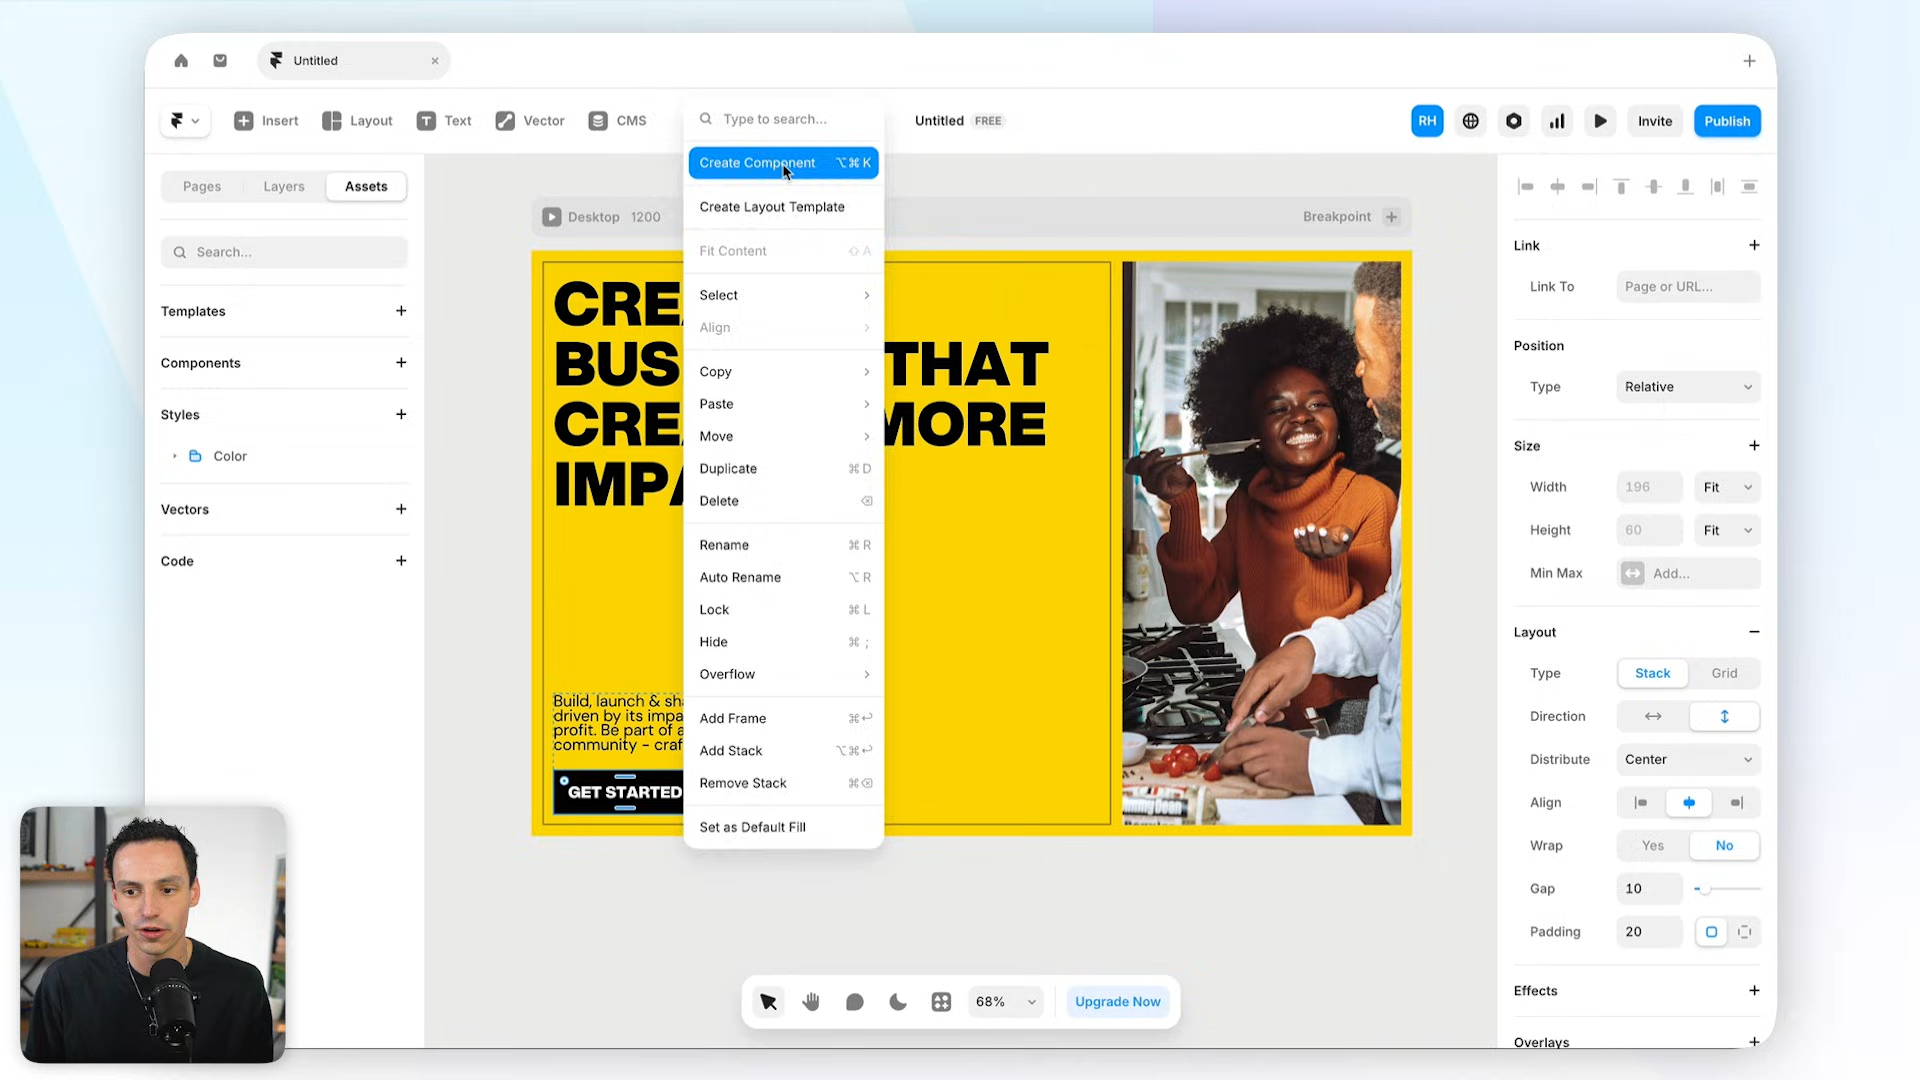 Untitled
Insert
Layout
Text
Vector
CMS
Type to search...
Untitled FREE
RH
Invite
Publish
Pages
Layers
Assets
Search...
Templates
Components
Styles
Color
Vectors
Code
Create Component ⌥⌘K
Create Layout Template
Fit Content ⇧A
Select
Align
Copy
Paste
Move
Duplicate ⌘D
Delete
Rename ⌘R
Auto Rename ⌥R
Lock ⌘L
Hide ⌘;
Overflow
Add Frame ⌘↩
Add Stack ⌥⌘↩
Remove Stack ⌘⌫
Set as Default Fill
Desktop 1200
Breakpoint
CRE
BUS THAT
CRE MORE
IMP
Build, launch & sh
driven by its impa
profit. Be part of a
community – craf
GET STARTED
68%
Upgrade Now
Link
Link To Page or URL...
Position
Type Relative
Size
Width 196 Fit
Height 60 Fit
Min Max Add...
Layout
Type Stack Grid
Direction
Distribute Center
Align
Wrap Yes No
Gap 10
Padding 20
Effects
Overlays